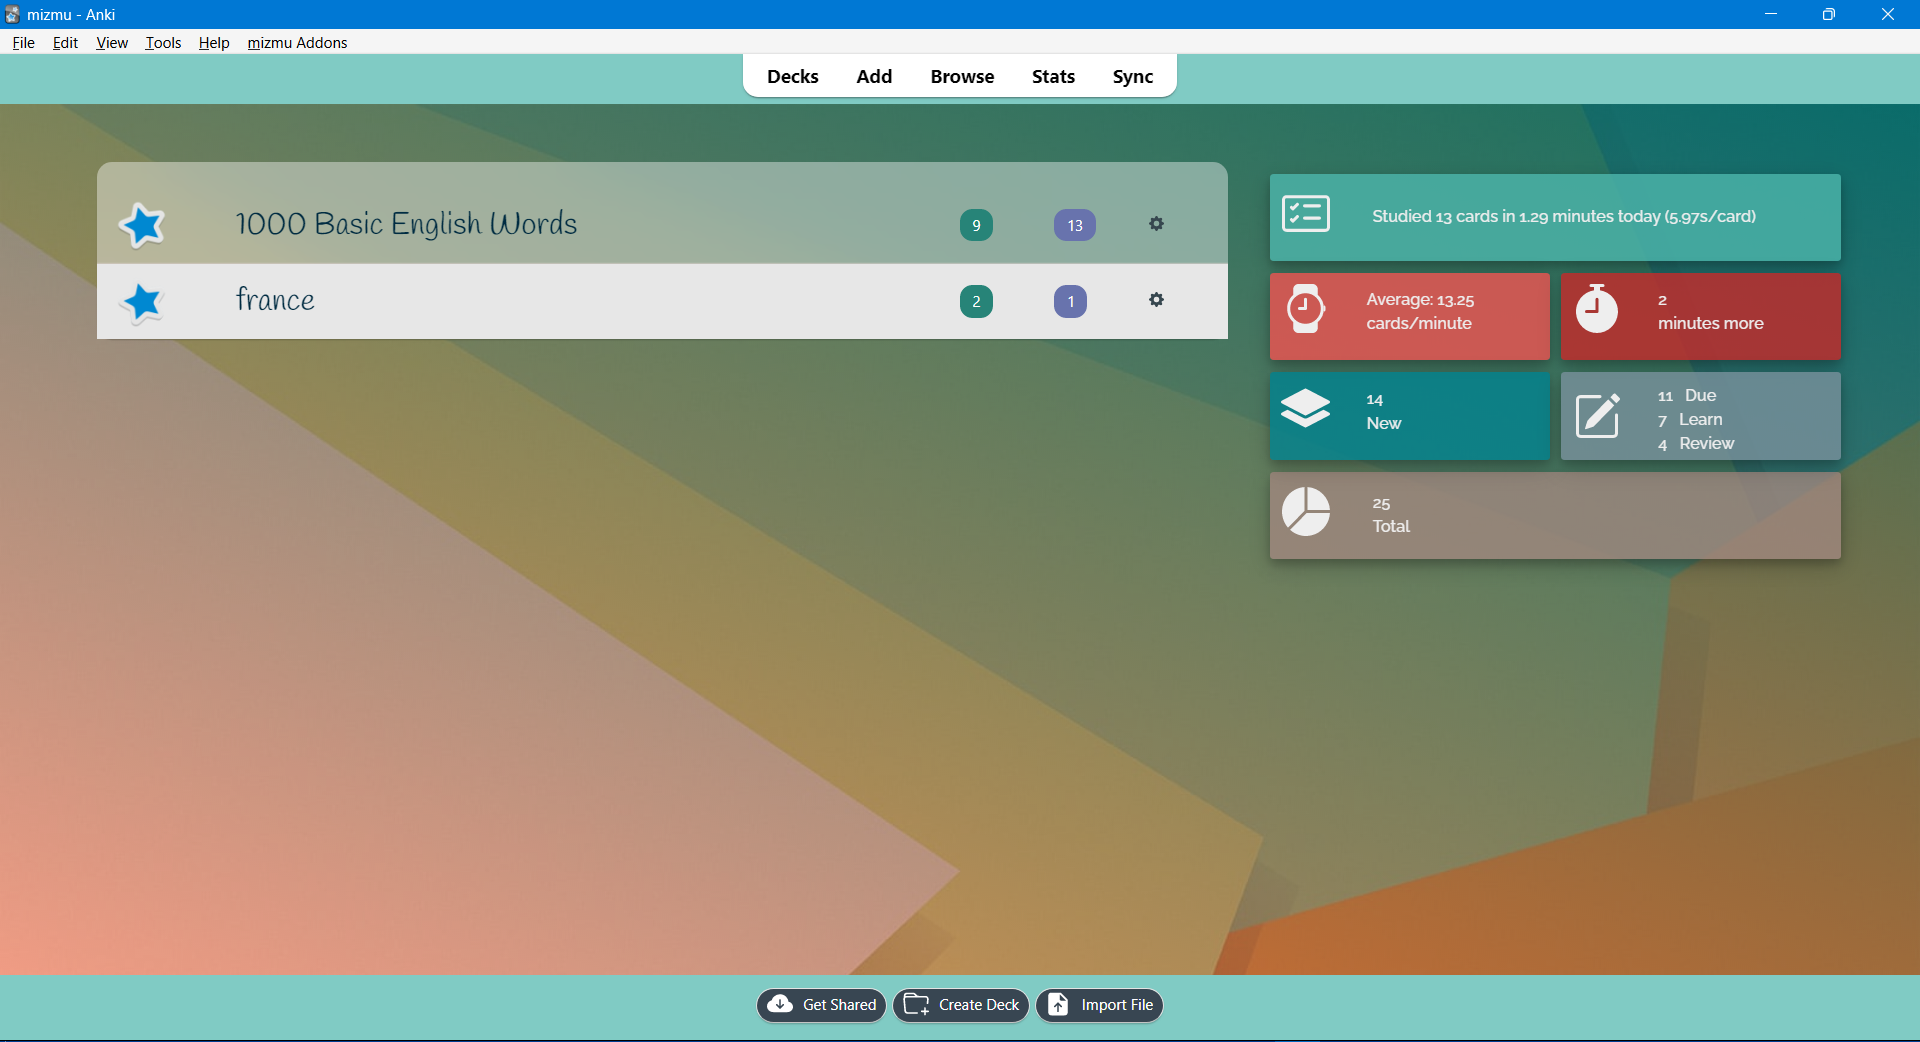 mizmu - Anki
File Edit View Tools Help mizmu Addons
Decks Add Browse Stats Sync
1000 Basic English Words 9 13
france 2 1
Studied 13 cards in 1.29 minutes today (5.97s/card)
Average: 13.25
cards/minute
2
minutes more
14
New
11 Due
7 Learn
4 Review
25
Total
Get Shared Create Deck Import File